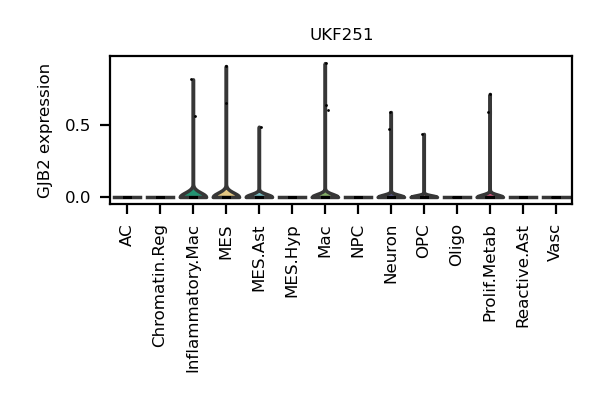 UKF251
GJB2 expression
0.5
0.0
AC
Chromatin.Reg
Inflammatory.Mac
MES
MES.Ast
MES.Hyp
Mac
NPC
Neuron
OPC
Oligo
Prolif.Metab
Reactive.Ast
Vasc